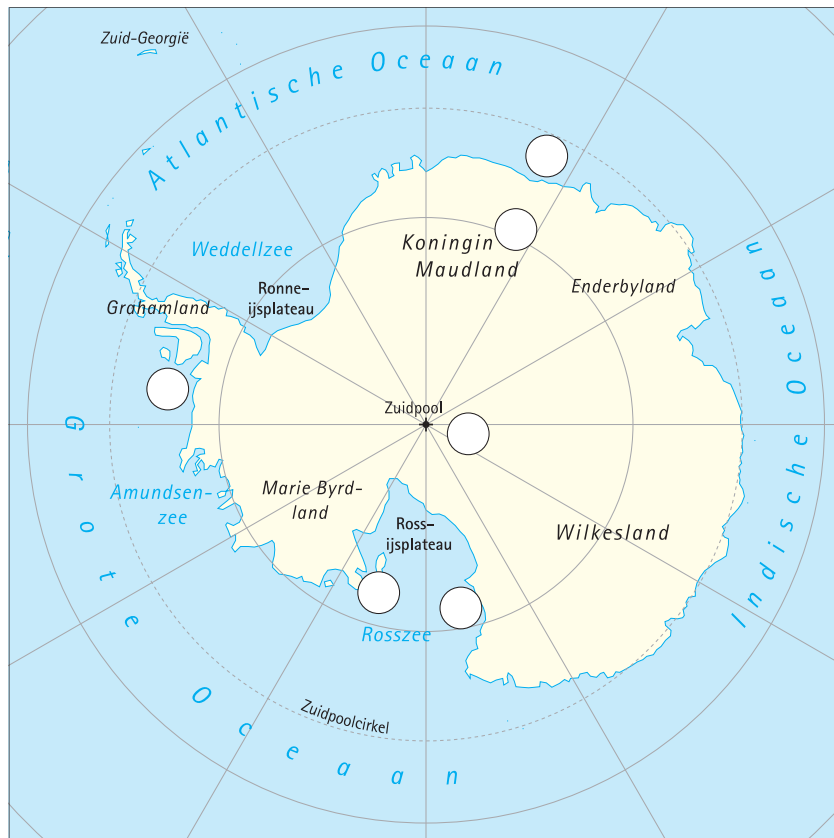 Zuid-Georgië
Atlantische Oceaan
Weddellzee
Koningin
Maudland
Ronne-
ijsplateau
Enderbyland
Grahamland
Indische Oceaan
Zuidpool
Grote Oceaan
Amundsen-
zee
Marie Byrd-
land
Ross-
ijsplateau
Wilkesland
Rosszee
Zuidpoolcirkel